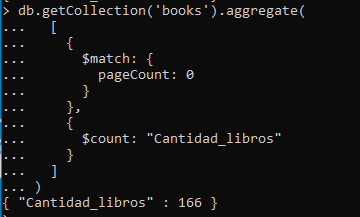 > db.getCollection('books').aggregate(
... [
... {
... $match: {
... pageCount: 0
... }
... },
... {
... $count: "Cantidad_libros"
... }
... ]
... )
{ "Cantidad_libros" : 166 }